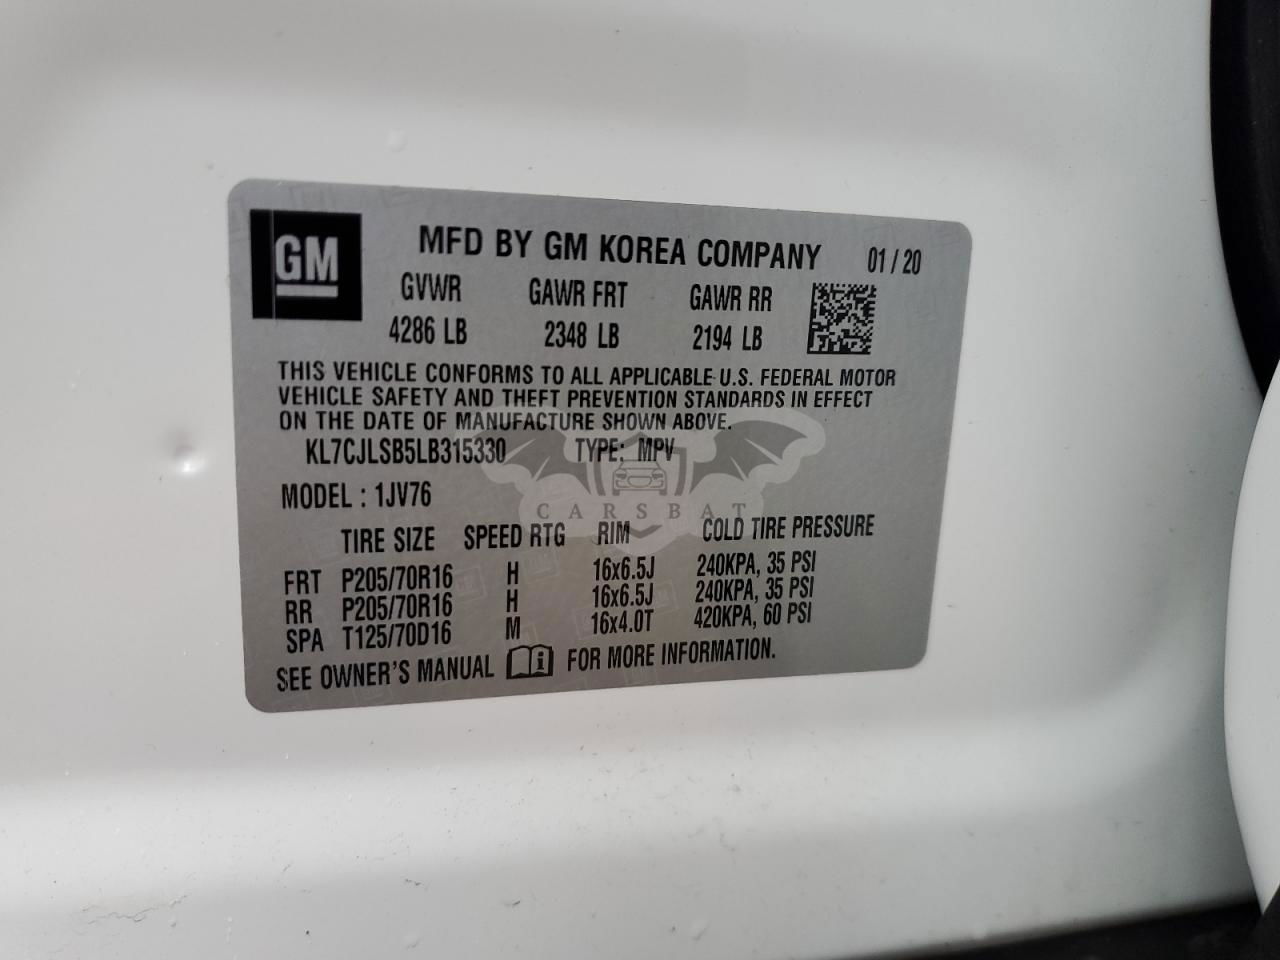 GM
MFD BY GM KOREA COMPANY 01 / 20
GVWR GAWR FRT GAWR RR
4286 LB 2348 LB 2194 LB
THIS VEHICLE CONFORMS TO ALL APPLICABLE U.S. FEDERAL MOTOR
VEHICLE SAFETY AND THEFT PREVENTION STANDARDS IN EFFECT
ON THE DATE OF MANUFACTURE SHOWN ABOVE.
KL7CJLSB5LB315330 TYPE: MPV
MODEL : 1JV76
CARSBAT
TIRE SIZE SPEED RTG RIM COLD TIRE PRESSURE
FRT P205/70R16 H 16x6.5J 240KPA, 35 PSI
RR P205/70R16 H 16x6.5J 240KPA, 35 PSI
SPA T125/70D16 M 16x4.0T 420KPA, 60 PSI
SEE OWNER'S MANUAL FOR MORE INFORMATION.